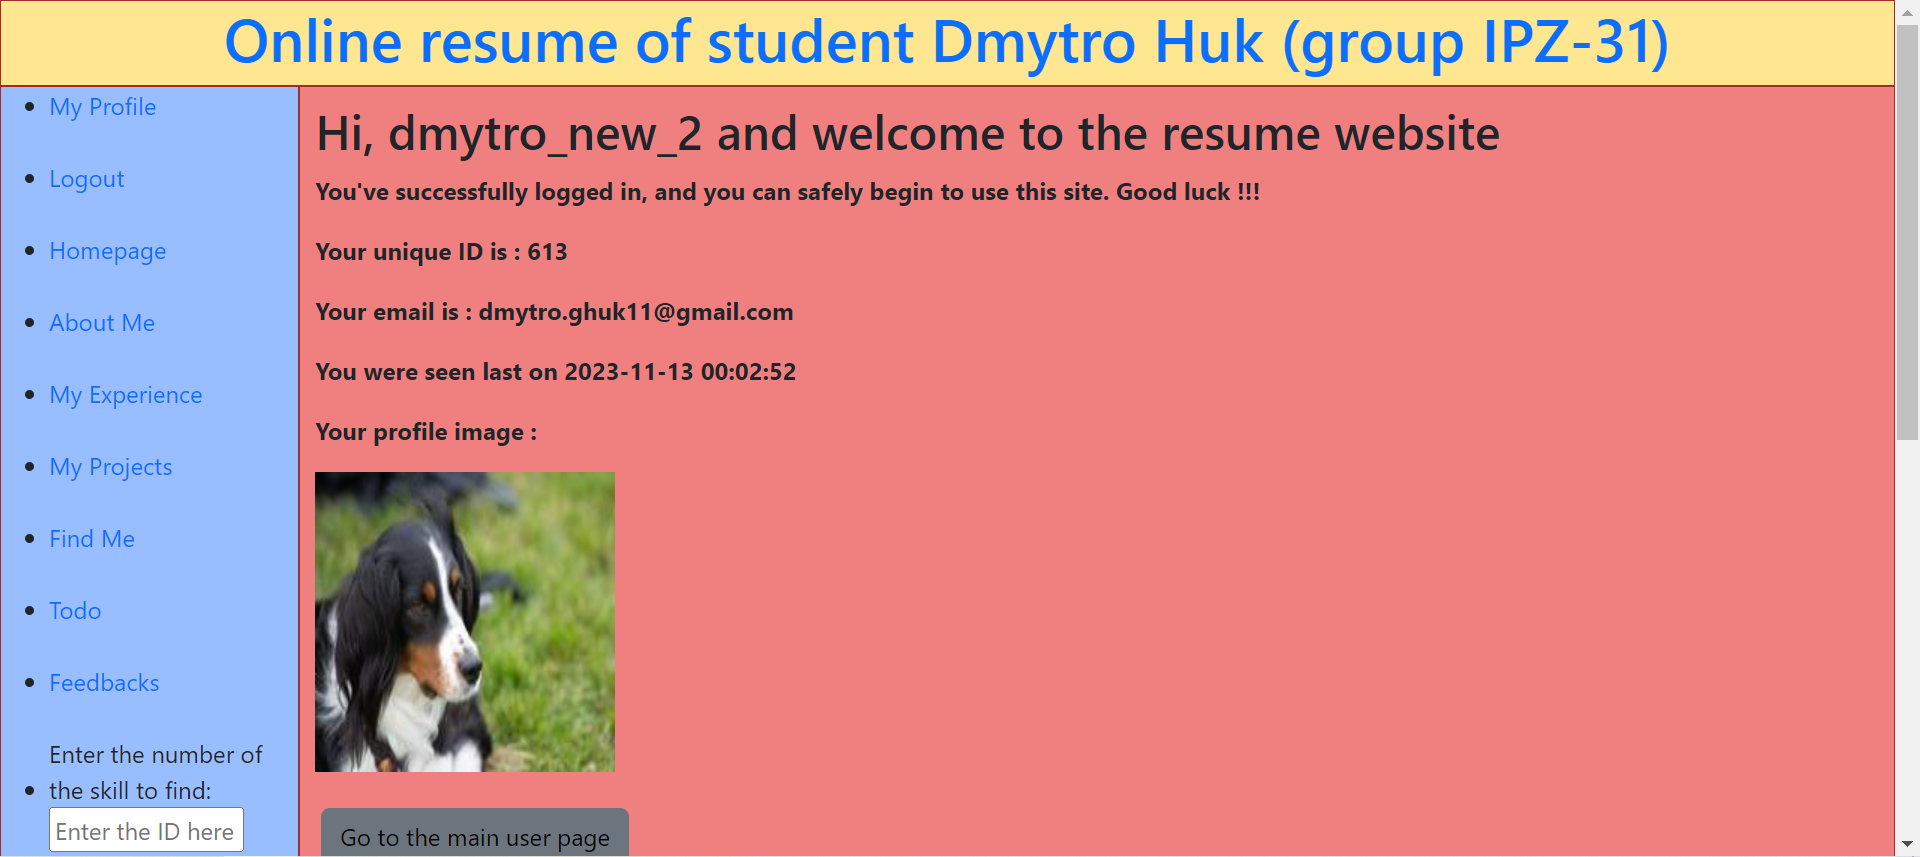 Online resume of student Dmytro Huk (group IPZ-31)
My Profile
Logout
Homepage
About Me
My Experience
My Projects
Find Me
Todo
Feedbacks
Enter the number of
the skill to find:
Enter the ID here
Hi, dmytro_new_2 and welcome to the resume website
You've successfully logged in, and you can safely begin to use this site. Good luck !!!
Your unique ID is : 613
Your email is : dmytro.ghuk11@gmail.com
You were seen last on 2023-11-13 00:02:52
Your profile image :
Go to the main user page